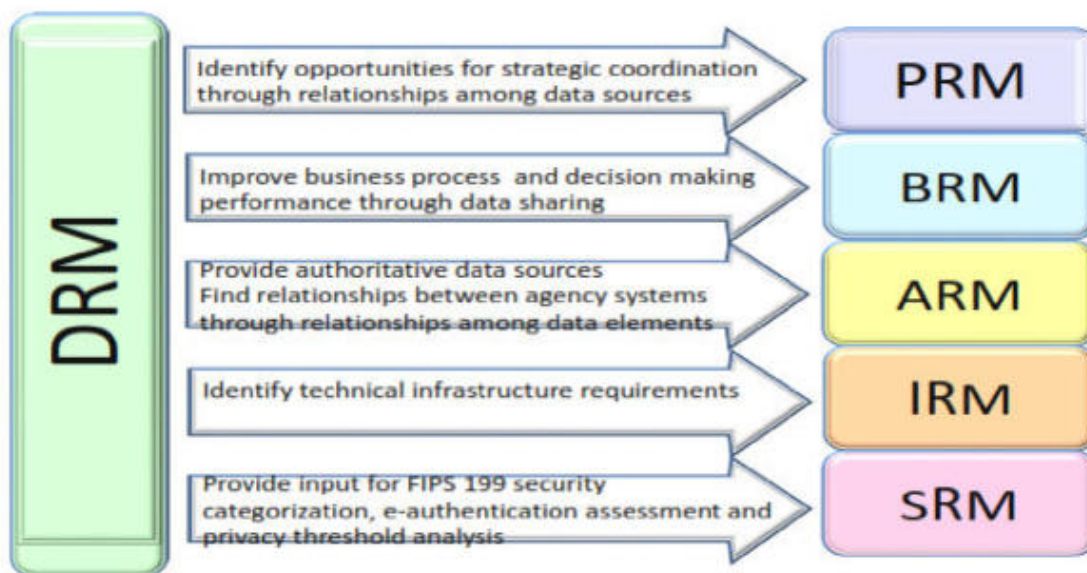 DRM
Identify opportunities for strategic coordination
through relationships among data sources
PRM
Improve business process and decision making
performance through data sharing
BRM
Provide authoritative data sources
Find relationships between agency systems
through relationships among data elements
ARM
Identify technical infrastructure requirements
IRM
Provide input for FIPS 199 security
categorization, e-authentication assessment and
privacy threshold analysis
SRM